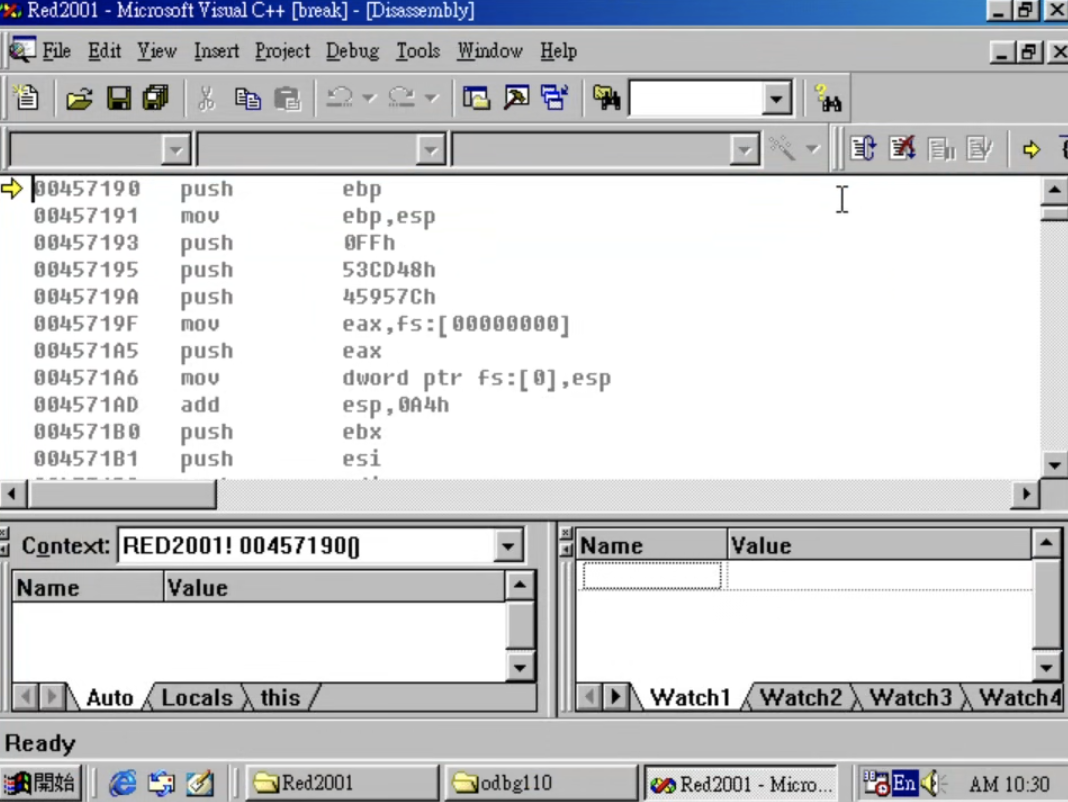 Red2001 - Microsoft Visual C++ [break] - [Disassembly]
File Edit View Insert Project Debug Tools Window Help
00457190 push ebp
00457191 mov ebp,esp
00457193 push 0FFh
00457195 push 53CD48h
0045719A push 45957Ch
0045719F mov eax,fs:[00000000]
004571A5 push eax
004571A6 mov dword ptr fs:[0],esp
004571AD add esp,0A4h
004571B0 push ebx
004571B1 push esi
Context: RED2001! 00457190()
Name Value
Auto Locals this
Name Value
Watch1 Watch2 Watch3 Watch4
Ready
開始 Red2001 odbg110 Red2001 - Micro... En AM 10:30